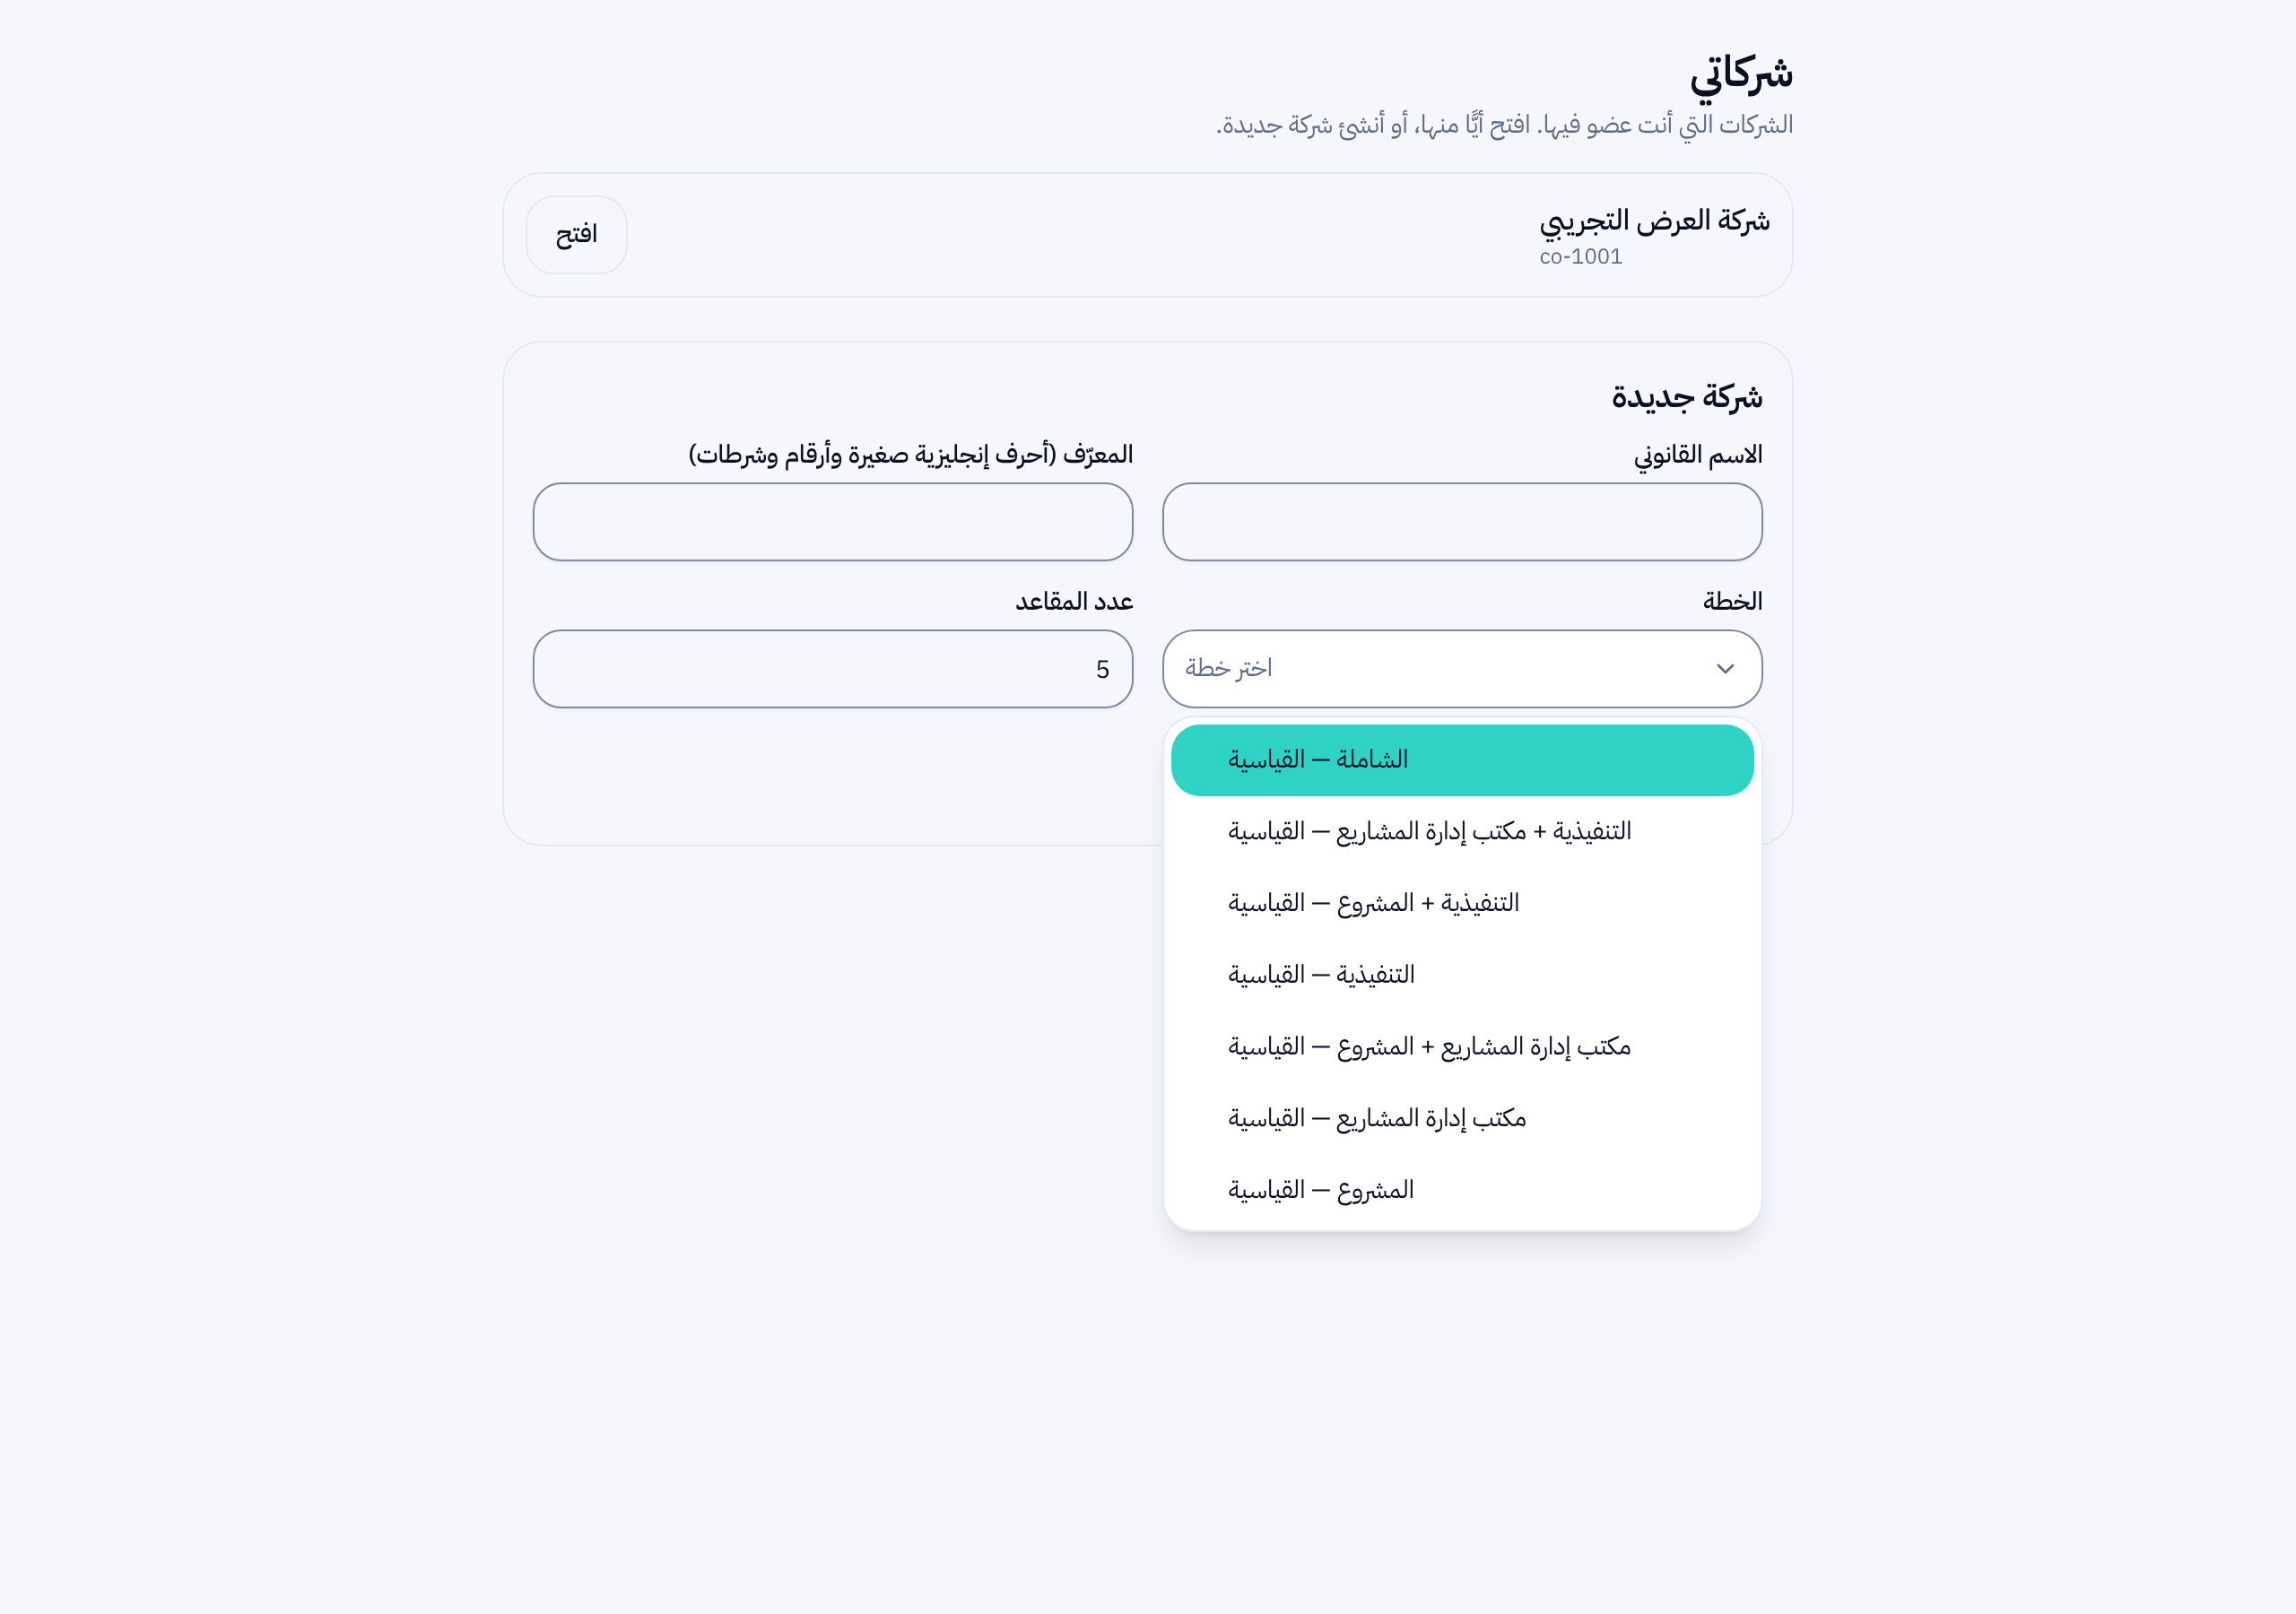 شركاتي
الشركات التي أنت عضو فيها. افتح أيًّا منها، أو أنشئ شركة جديدة.
شركة العرض التجريبي
co-1001
افتح
شركة جديدة
الاسم القانوني
المعرّف (أحرف إنجليزية صغيرة وأرقام وشرطات)
الخطة
عدد المقاعد
اختر خطة
5
الشاملة — القياسية
التنفيذية + مكتب إدارة المشاريع — القياسية
التنفيذية + المشروع — القياسية
التنفيذية — القياسية
مكتب إدارة المشاريع + المشروع — القياسية
مكتب إدارة المشاريع — القياسية
المشروع — القياسية